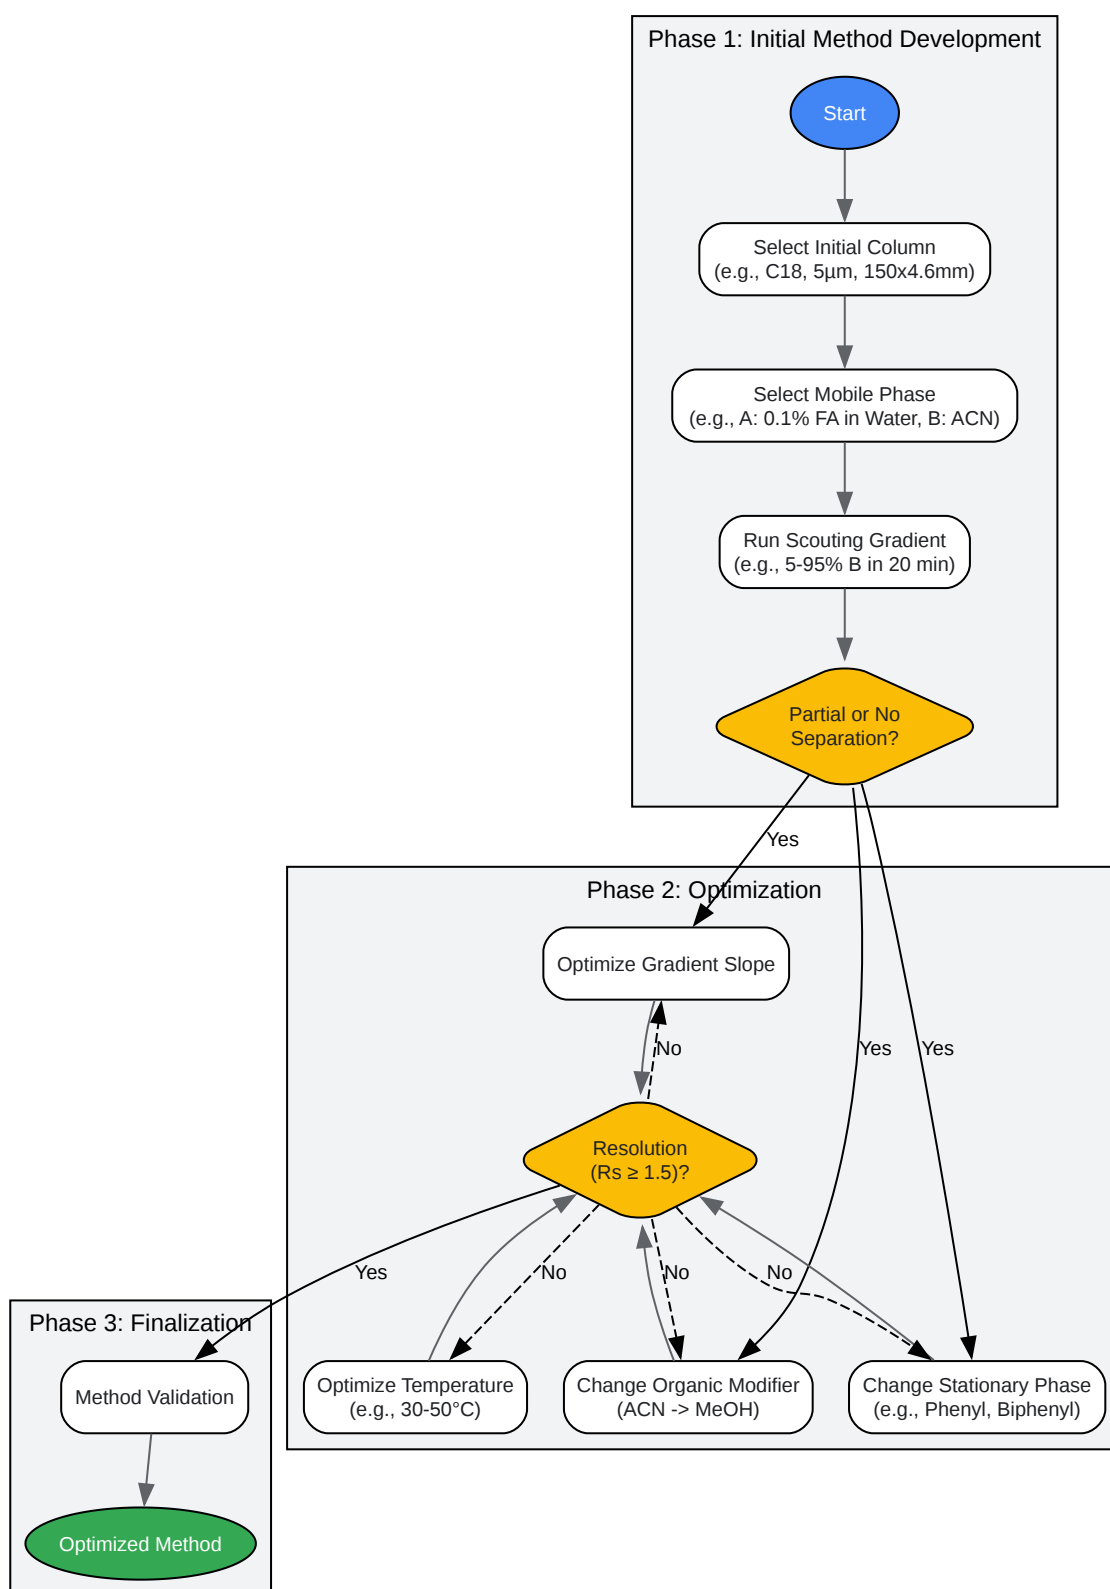 Phase 1: Initial Method Development
Start
Select Initial Column
(e.g., C18, 5µm, 150x4.6mm)
Select Mobile Phase
(e.g., A: 0.1% FA in Water, B: ACN)
Run Scouting Gradient
(e.g., 5-95% B in 20 min)
Partial or No
Separation?
Yes
Yes
Yes
Phase 2: Optimization
Optimize Gradient Slope
No
Resolution
(Rs ≥ 1.5)?
Yes
No
No
No
Optimize Temperature
(e.g., 30-50°C)
Change Organic Modifier
(ACN -> MeOH)
Change Stationary Phase
(e.g., Phenyl, Biphenyl)
Phase 3: Finalization
Method Validation
Optimized Method